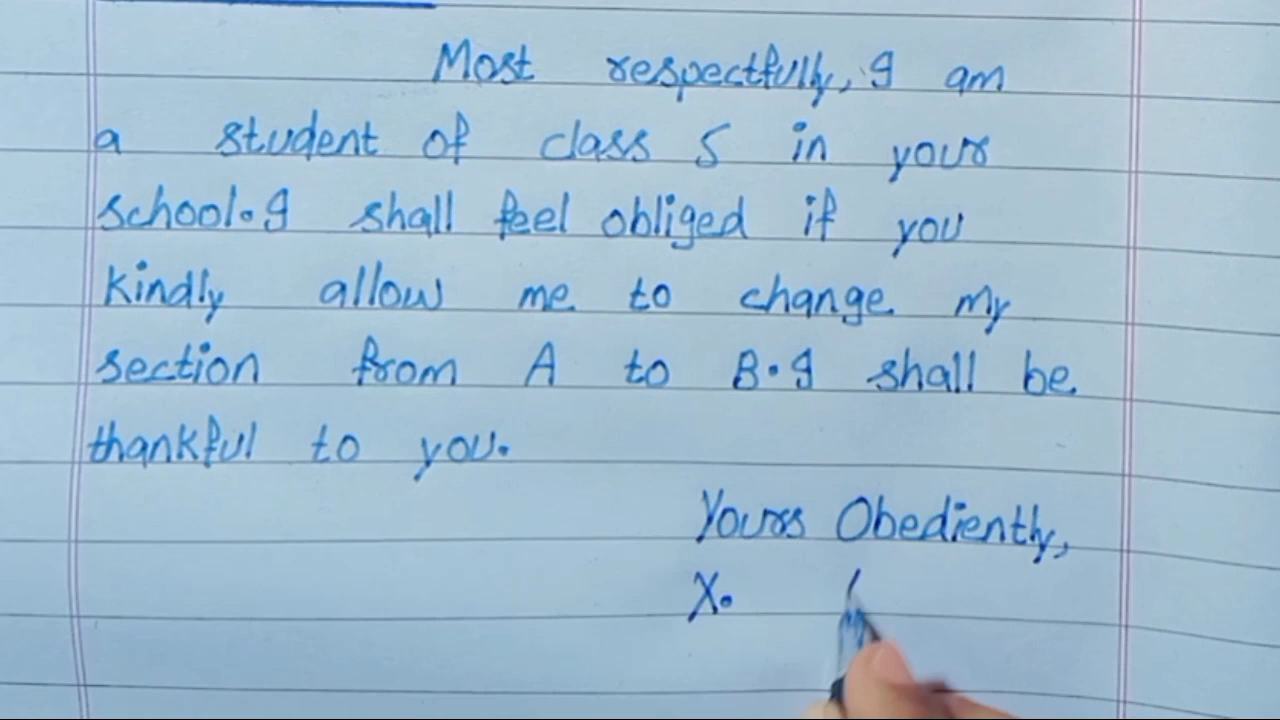 Most respectfully, I am
a student of class 5 in your
school. I shall feel obliged if you
kindly allow me to change my
section from A to B. I shall be
thankful to you.
Yours Obediently,
X.